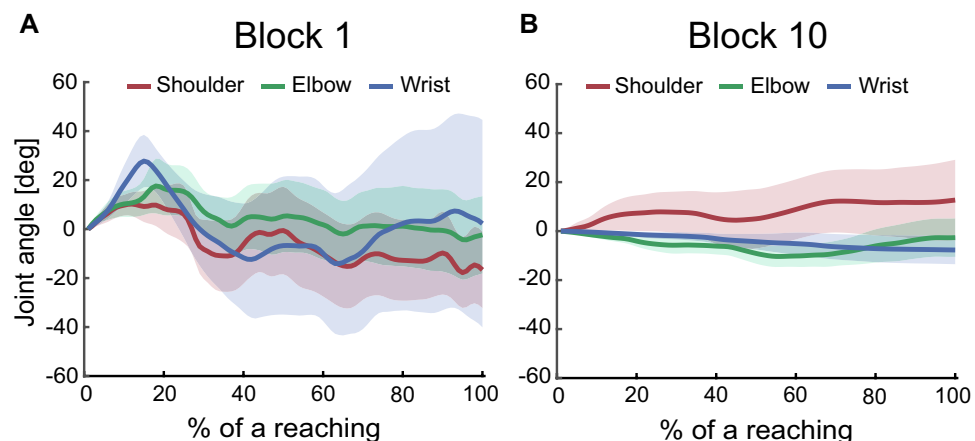 A
Block 1
Shoulder Elbow Wrist
Joint angle [deg]
60
40
20
0
-20
-40
-60
0 20 40 60 80 100
% of a reaching
B
Block 10
Shoulder Elbow Wrist
60
40
20
0
-20
-40
-60
0 20 40 60 80 100
% of a reaching